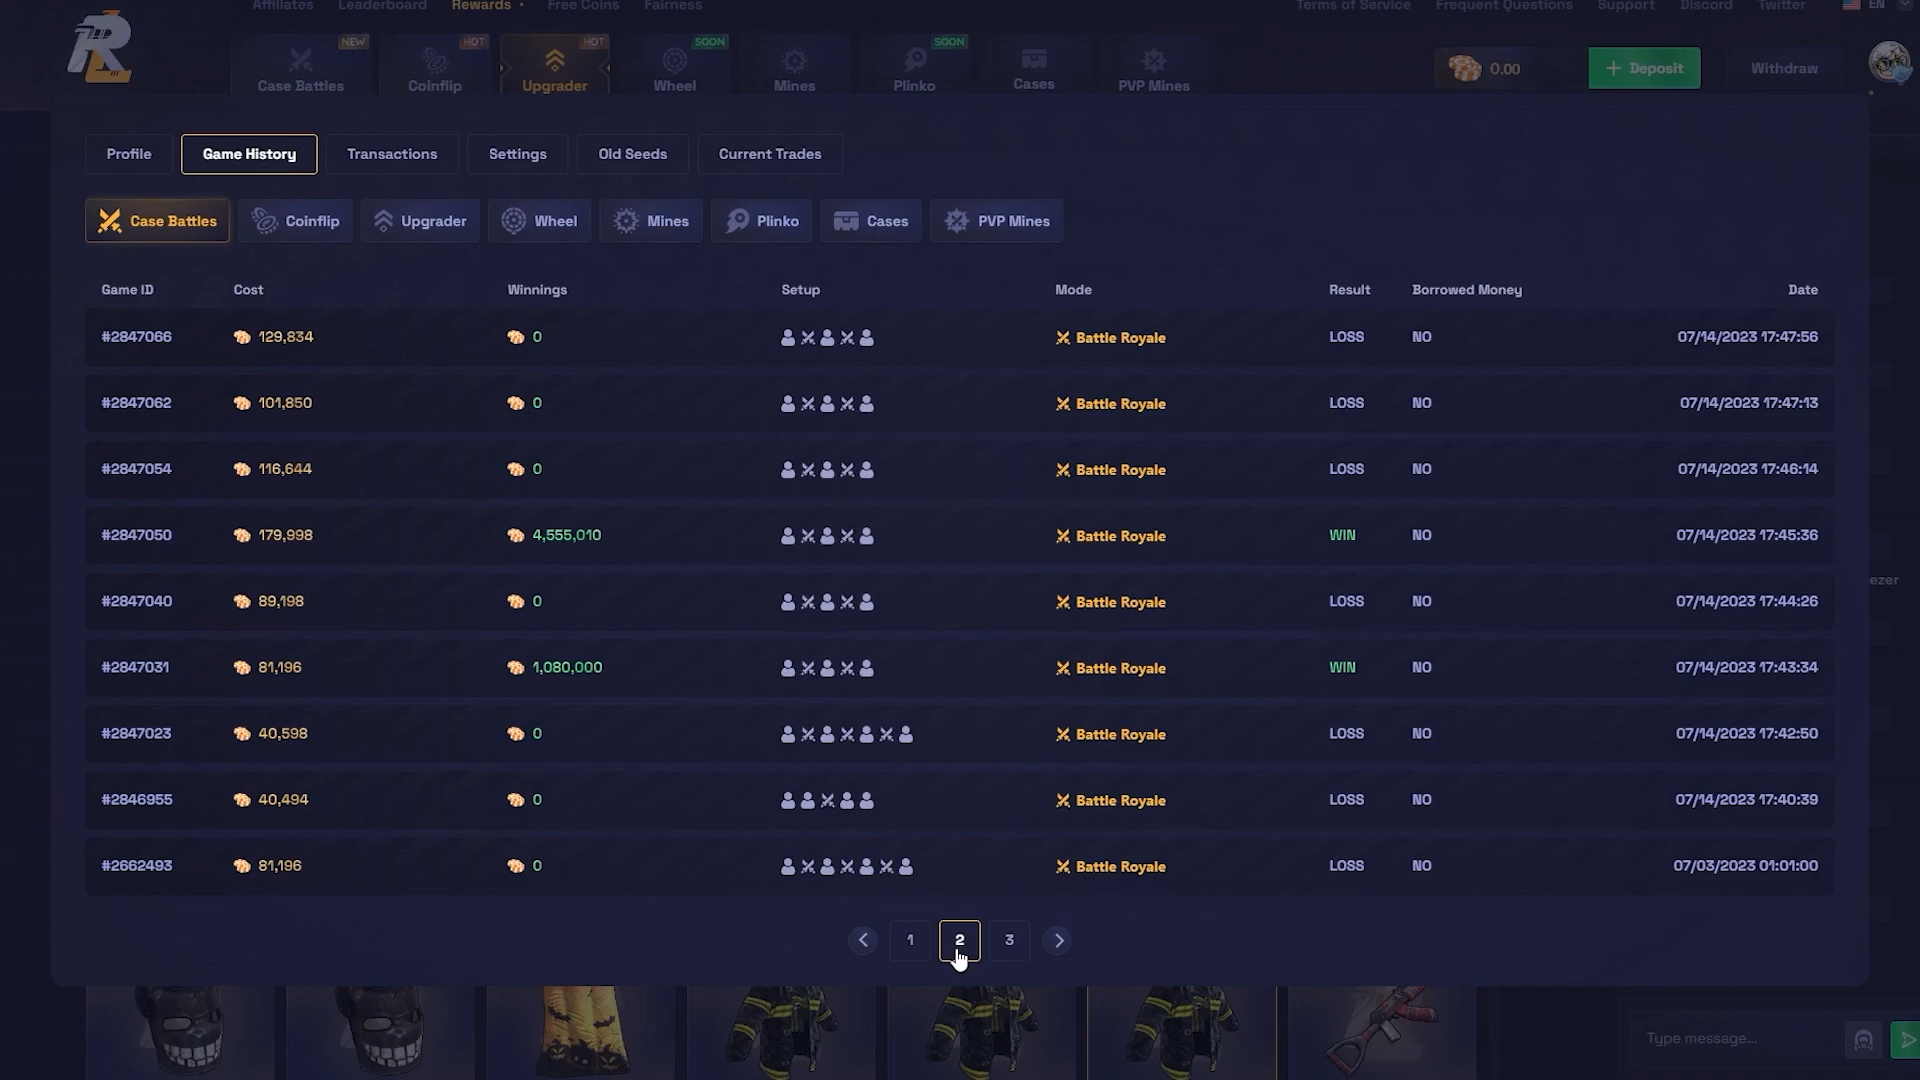 Affiliates Leaderboard Rewards • Free Coins Fairness Terms of Service Frequent Questions Support Discord Twitter EN
NEW HOT HOT SOON SOON
Case Battles Coinflip Upgrader Wheel Mines Plinko Cases PVP Mines 0.00 + Deposit Withdraw
Profile Game History Transactions Settings Old Seeds Current Trades
Case Battles Coinflip Upgrader Wheel Mines Plinko Cases PVP Mines
Game ID Cost Winnings Setup Mode Result Borrowed Money Date
#2847066 129,834 0 Battle Royale LOSS NO 07/14/2023 17:47:56
#2847062 101,850 0 Battle Royale LOSS NO 07/14/2023 17:47:13
#2847054 116,644 0 Battle Royale LOSS NO 07/14/2023 17:46:14
#2847050 179,998 4,555,010 Battle Royale WIN NO 07/14/2023 17:45:36
#2847040 89,198 0 Battle Royale LOSS NO 07/14/2023 17:44:26
#2847031 81,196 1,080,000 Battle Royale WIN NO 07/14/2023 17:43:34
#2847023 40,598 0 Battle Royale LOSS NO 07/14/2023 17:42:50
#2846955 40,494 0 Battle Royale LOSS NO 07/14/2023 17:40:39
#2662493 81,196 0 Battle Royale LOSS NO 07/03/2023 01:01:00
ezer
1 2 3
Type message...